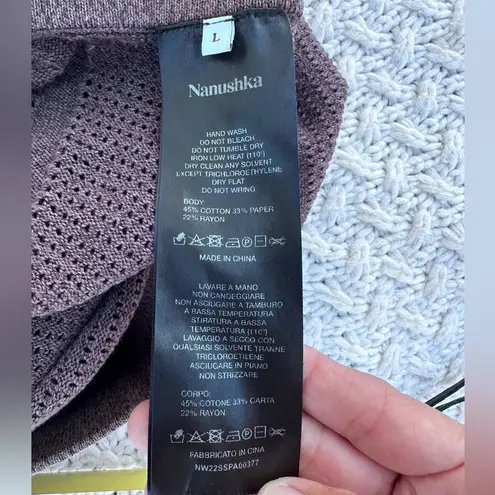 L
Nanushka
HAND WASH
DO NOT BLEACH
DO NOT TUMBLE DRY
IRON LOW HEAT (110°)
DRY CLEAN ANY SOLVENT
EXCEPT TRICHLOROETHYLENE
DRY FLAT
DO NOT WRING
BODY:
45% COTTON 33% PAPER
22% RAYON
MADE IN CHINA
LAVARE A MANO
NON CANDEGGIARE
NON ASCIUGARE A TAMBURO
A BASSA TEMPERATURA
STIRATURA A BASSA
TEMPERATURA (110°)
LAVAGGIO A SECCO CON
QUALSIASI SOLVENTE TRANNE
TRICLOROETILENE
ASCIUGARE IN PIANO
NON STRIZZARE
CORPO:
45% COTONE 33% CARTA
22% RAYON
FABBRICATO IN CINA
NW22SSPA00377